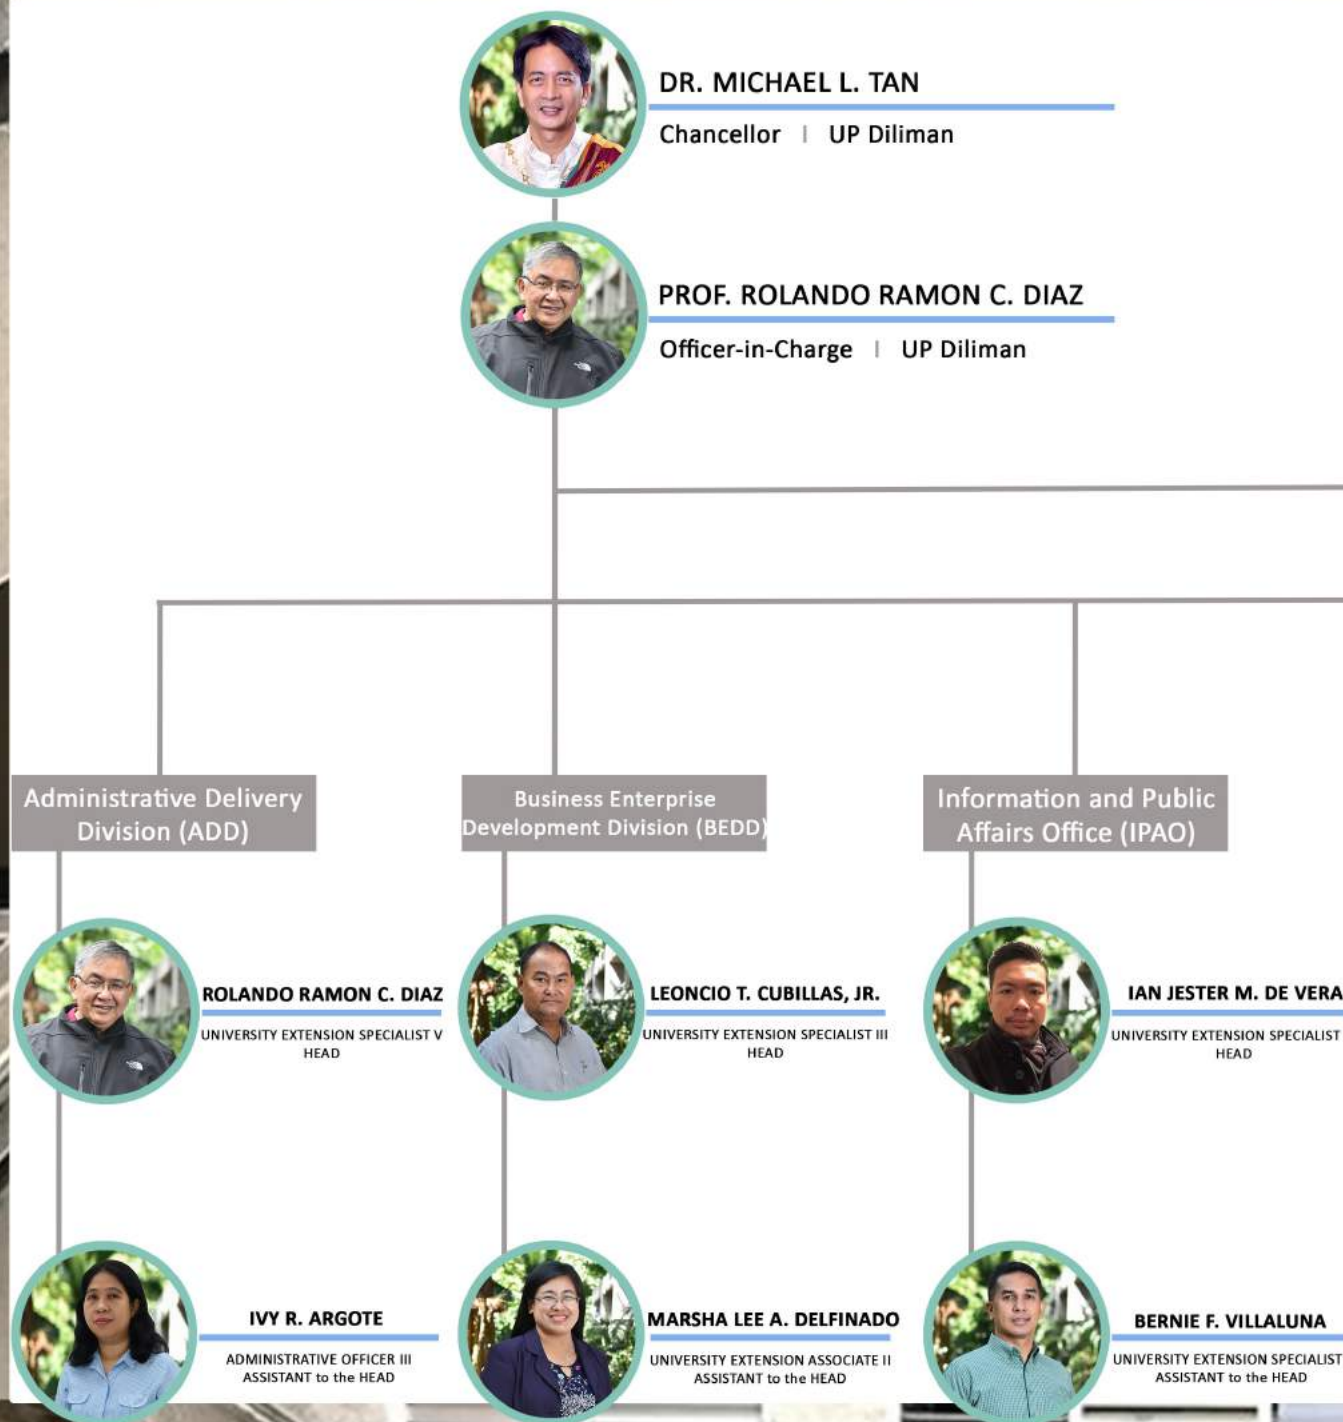 DR. MICHAEL L. TAN
Chancellor | UP Diliman
PROF. ROLANDO RAMON C. DIAZ
Officer-in-Charge | UP Diliman
Administrative Delivery
Division (ADD)
Business Enterprise
Development Division (BEDD)
Information and Public
Affairs Office (IPAO)
ROLANDO RAMON C. DIAZ
UNIVERSITY EXTENSION SPECIALIST V
HEAD
LEONCIO T. CUBILLAS, JR.
UNIVERSITY EXTENSION SPECIALIST III
HEAD
IAN JESTER M. DE VERA
UNIVERSITY EXTENSION SPECIALIST
HEAD
IVY R. ARGOTE
ADMINISTRATIVE OFFICER III
ASSISTANT to the HEAD
MARSHA LEE A. DELFINADO
UNIVERSITY EXTENSION ASSOCIATE II
ASSISTANT to the HEAD
BERNIE F. VILLALUNA
UNIVERSITY EXTENSION SPECIALIST
ASSISTANT to the HEAD